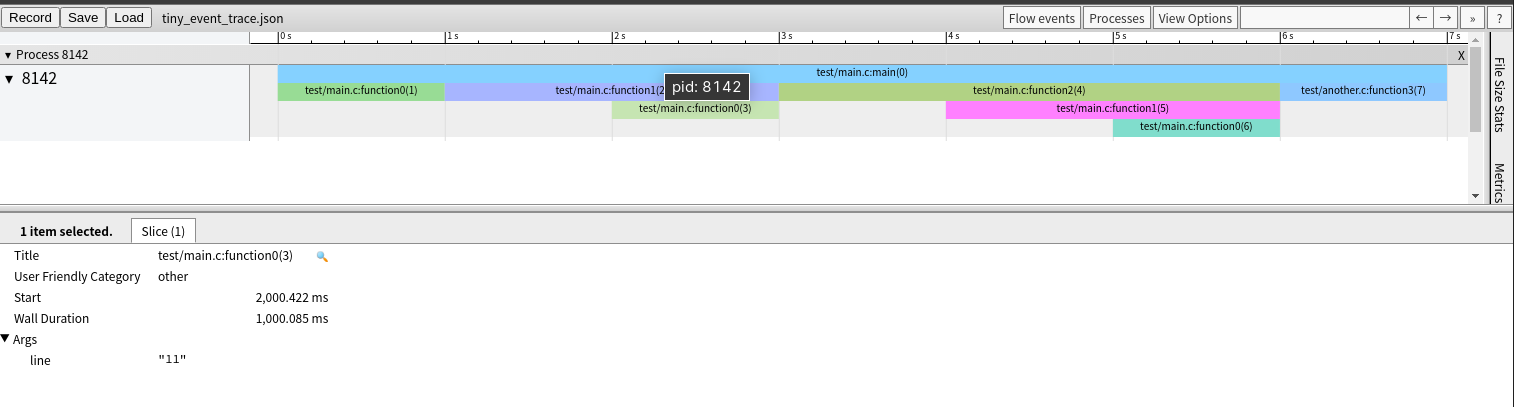 Record Save Load tiny_event_trace.json Flow events Processes View Options ← → » ?
0 s 1 s 2 s 3 s 4 s 5 s 6 s 7 s
▼ Process 8142 X
▼ 8142
test/main.c:main(0)
test/main.c:function0(1) test/main.c:function1(2 pid: 8142 test/main.c:function2(4) test/another.c:function3(7)
test/main.c:function0(3) test/main.c:function1(5)
test/main.c:function0(6)
File Size Stats
Metrics
1 item selected. Slice (1)
Title test/main.c:function0(3)
User Friendly Category other
Start 2,000.422 ms
Wall Duration 1,000.085 ms
▼ Args
line "11"